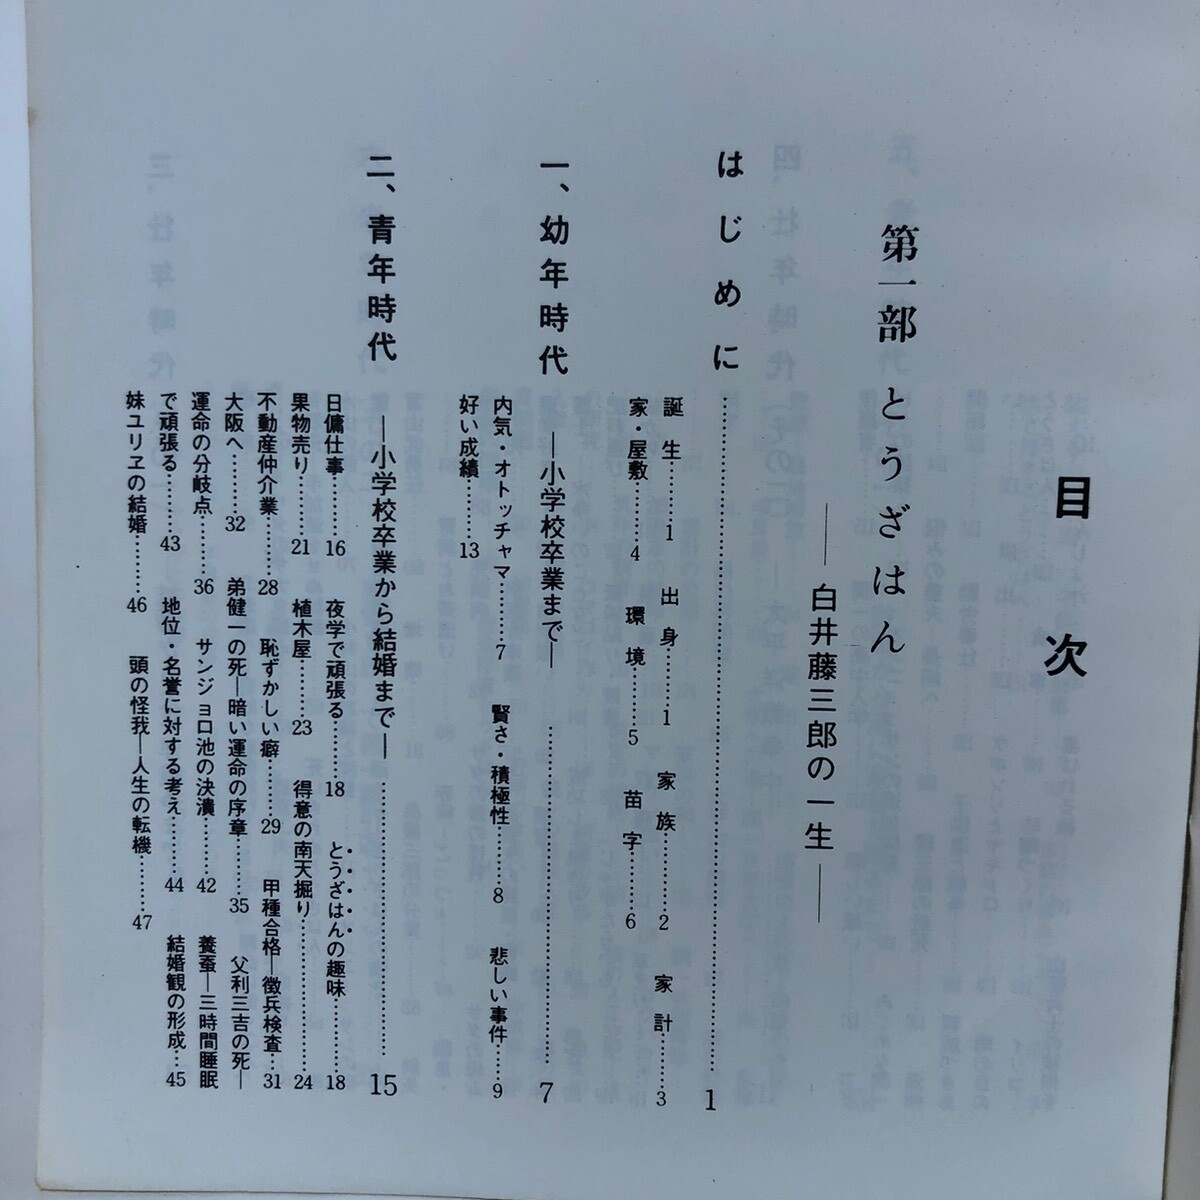 目次
第一部 とうざはん
―白井藤三郎の一生―
はじめに……………1
誕生……1 出身……1 家族……2 家計……3
家・屋敷……4 環境……5 苗字……6
一、幼年時代 ―小学校卒業まで―……………7
内気・オトッチャマ……7 賢さ・積極性……8 悲しい事件……9
好い成績……13
二、青年時代 ―小学校卒業から結婚まで―……………15
日傭仕事……16 夜学で頑張る……18 とうざはんの趣味……18
果物売り……21 植木屋……23 得意の南天掘り……24
不動産仲介業……28 恥ずかしい癖……29 甲種合格―徴兵検査……31
大阪へ……32 弟健一の死―暗い運命の序章……35 父利三吉の死―
運命の分岐点……36 サンジョロ池の決潰……42 養蚕―三時間睡眠
で頑張る……43 地位・名誉に対する考え……44 結婚観の形成……45
妹ユリヱの結婚……46 頭の怪我―人生の転機……47